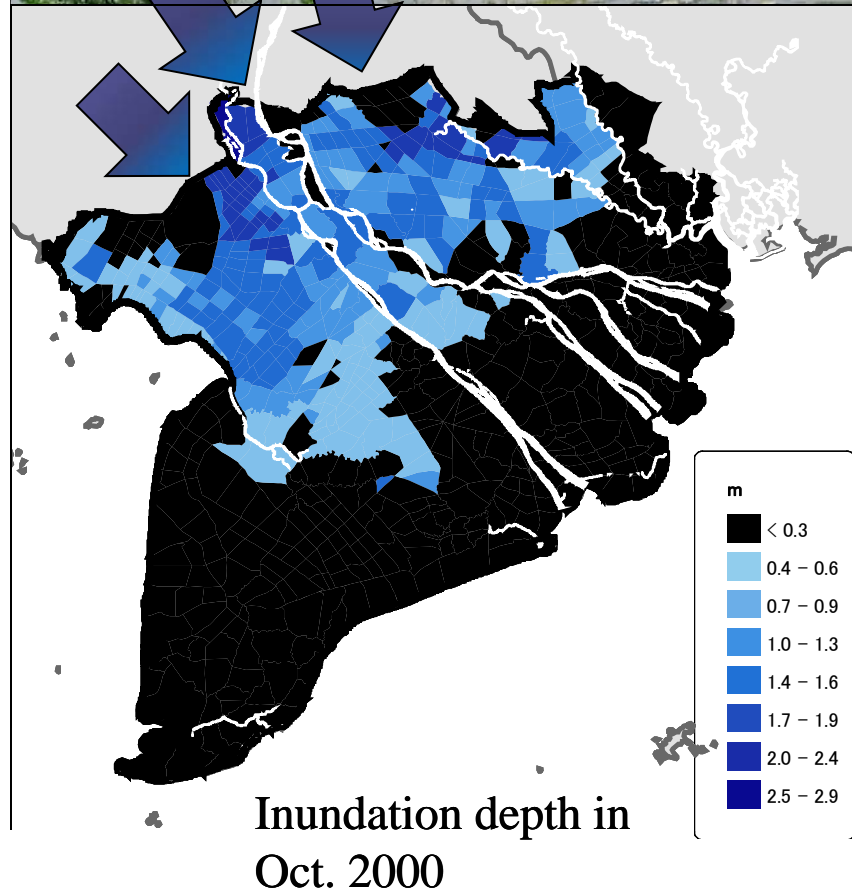 m
< 0.3
0.4 − 0.6
0.7 − 0.9
1.0 − 1.3
1.4 − 1.6
1.7 − 1.9
2.0 − 2.4
2.5 − 2.9
Inundation depth in
Oct. 2000